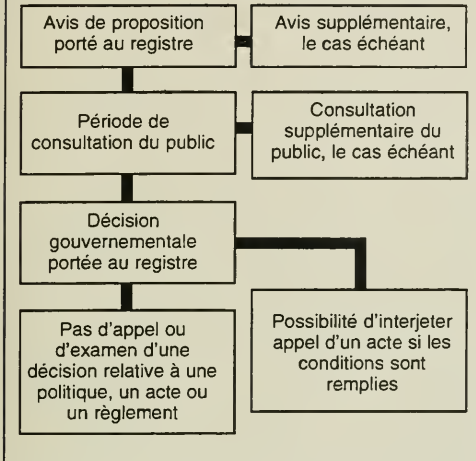 Avis de proposition
porté au registre
Avis supplémentaire,
le cas échéant
Période de
consultation du public
Consultation
supplémentaire du
public, le cas échéant
Décision
gouvernementale
portée au registre
Pas d'appel ou
d'examen d'une
décision relative à une
politique, un acte ou
un règlement
Possibilité d'interjeter
appel d'un acte si les
conditions sont
remplies